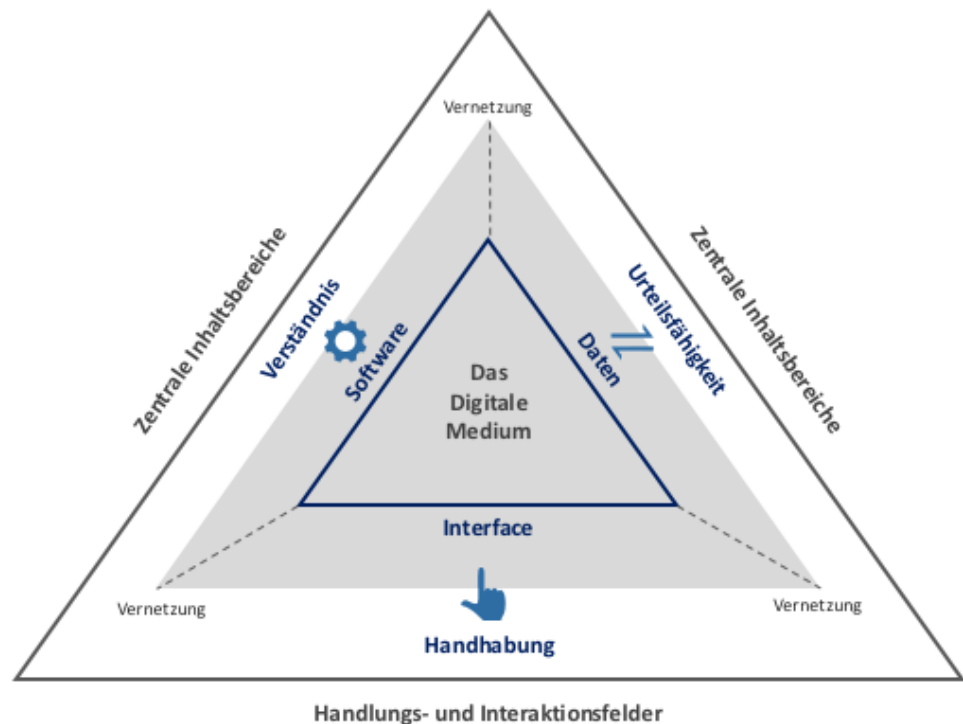 Vernetzung
Zentrale Inhaltsbereiche
Verständnis
Software
Das
Digitale
Medium
Daten
Urteilsfähigkeit
Zentrale Inhaltsbereiche
Interface
Vernetzung
Vernetzung
Handhabung
Handlungs- und Interaktionsfelder